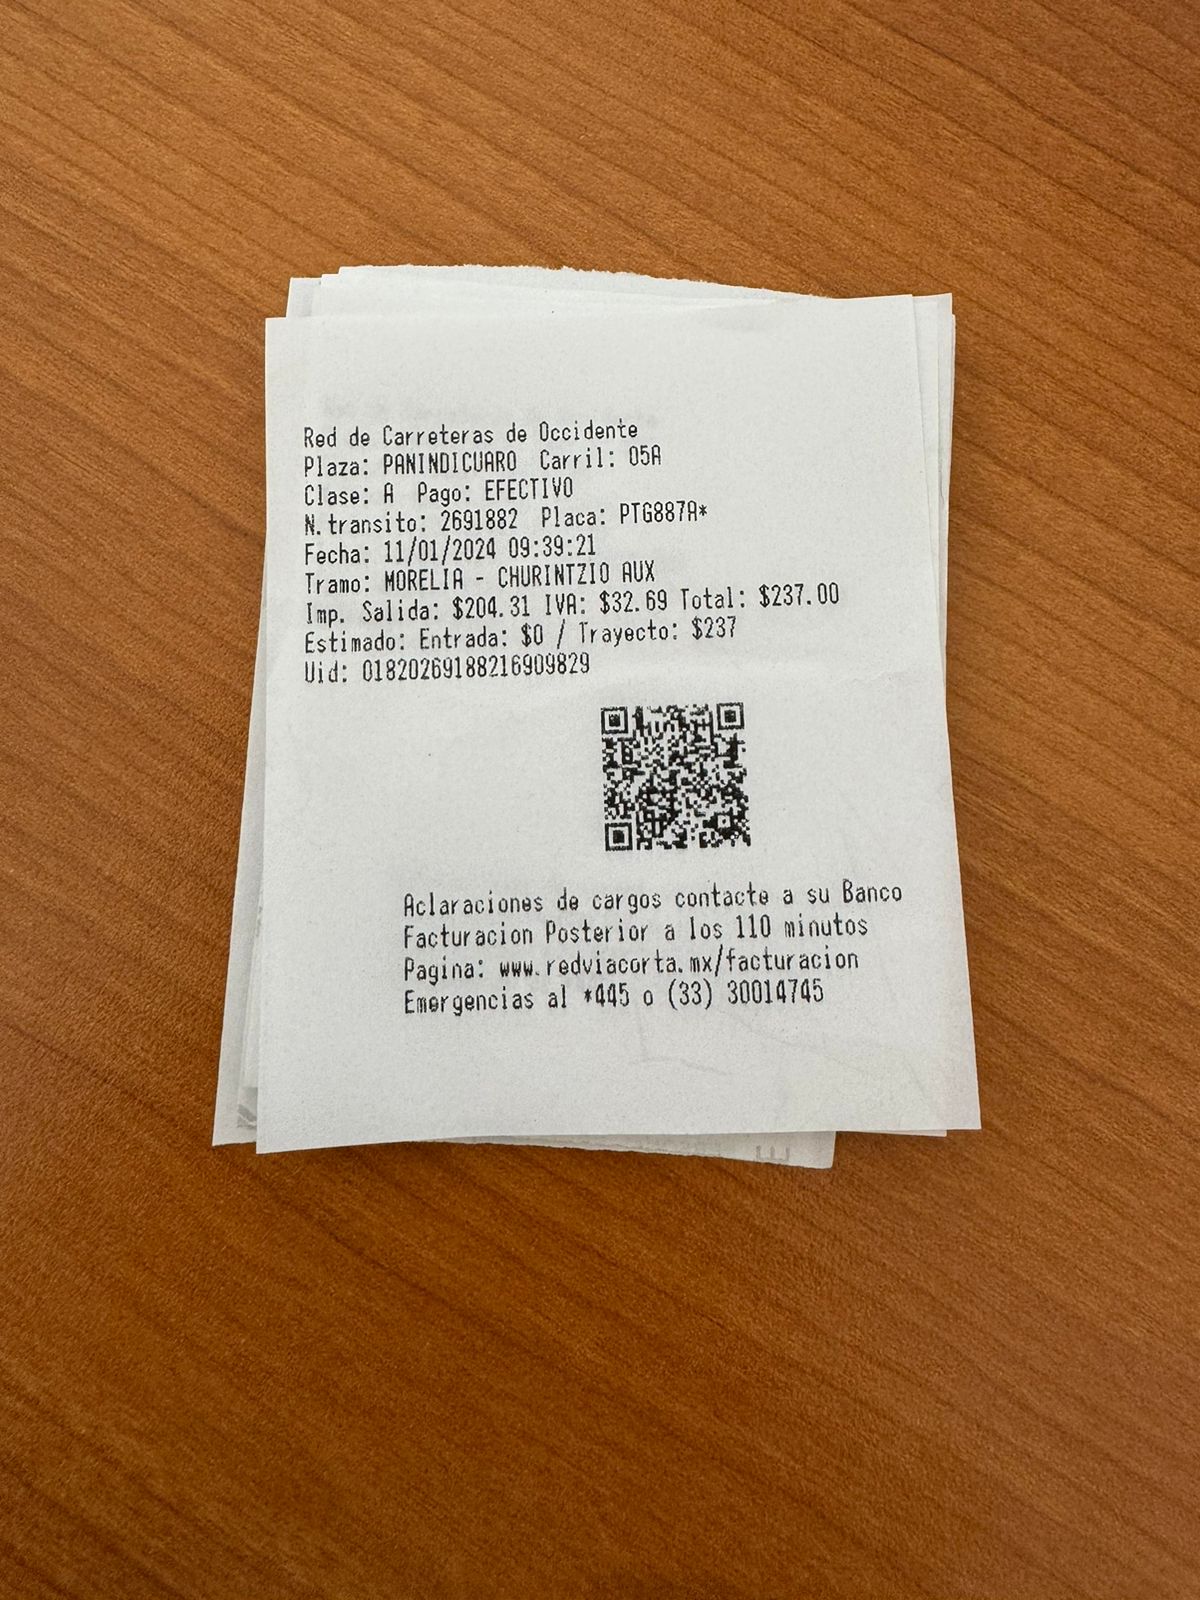 Red de Carreteras de Occidente
Plaza: PANINDICUARO Carril: 05A
Clase: A Pago: EFECTIVO
N.transito: 2691882 Placa: PTG887A*
Fecha: 11/01/2024 09:39:21
Tramo: MORELIA - CHURINTZIO AUX
Imp. Salida: $204.31 IVA: $32.69 Total: $237.00
Estimado: Entrada: $0 / Trayecto: $237
Uid: 01820269188216909829
Aclaraciones de cargos contacte a su Banco
Facturacion Posterior a los 110 minutos
Pagina: www.redviacorta.mx/facturacion
Emergencias al *445 o (33) 30014745